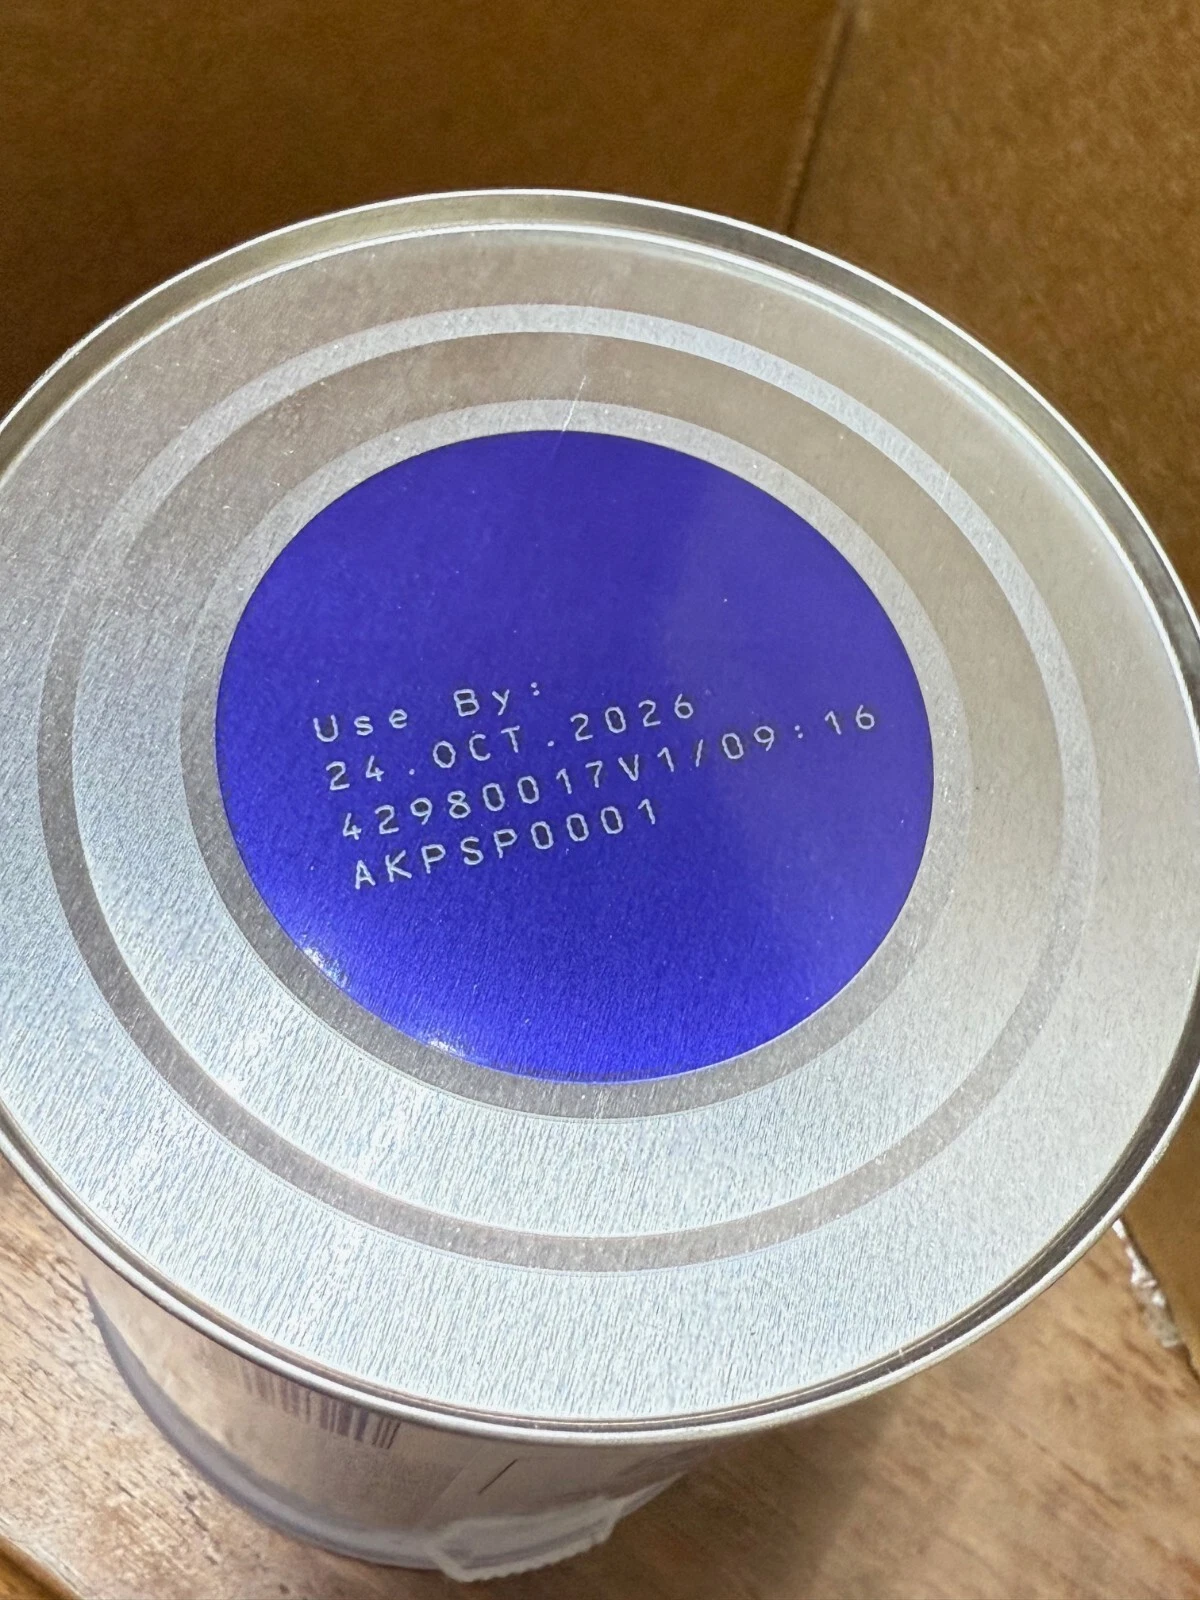 Use By:
24.OCT.2026
42980017V1/09:16
AKPSP0001